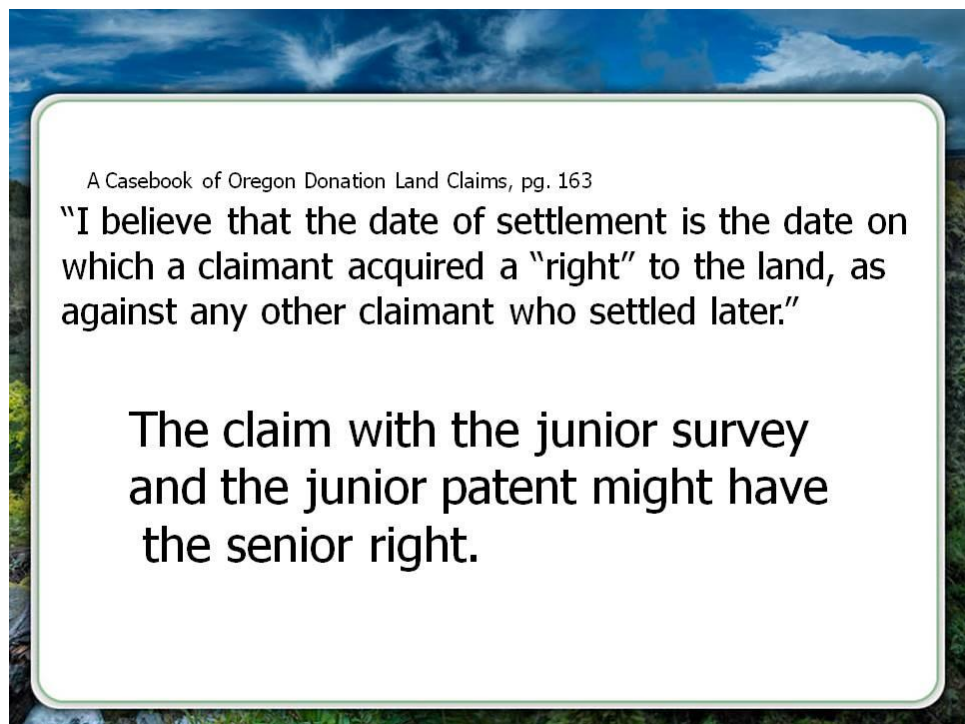 A Casebook of Oregon Donation Land Claims, pg. 163
“I believe that the date of settlement is the date on
which a claimant acquired a “right” to the land, as
against any other claimant who settled later.”
The claim with the junior survey
and the junior patent might have
the senior right.